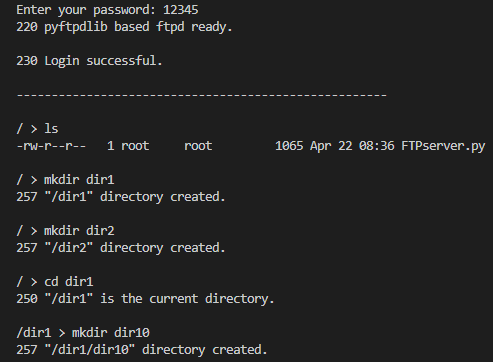 Enter your password: 12345
220 pyftpdlib based ftpd ready.
230 Login successful.
-----------------------------------------------------
/ > ls
-rw-r--r--   1 root     root         1065 Apr 22 08:36 FTPserver.py
/ > mkdir dir1
257 "/dir1" directory created.
/ > mkdir dir2
257 "/dir2" directory created.
/ > cd dir1
250 "/dir1" is the current directory.
/dir1 > mkdir dir10
257 "/dir1/dir10" directory created.